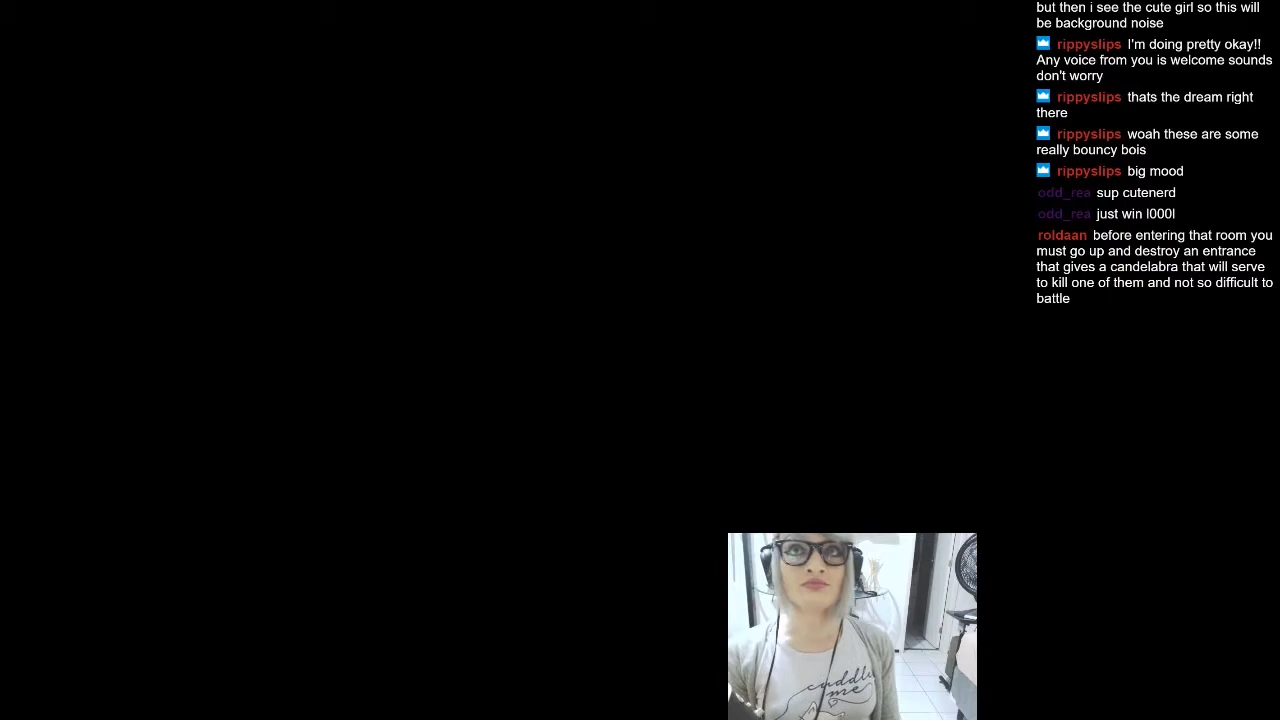 but then i see the cute girl so this will
be background noise
rippyslips I'm doing pretty okay!!
Any voice from you is welcome sounds
don't worry
rippyslips thats the dream right
there
rippyslips woah these are some
really bouncy bois
rippyslips big mood
odd_rea sup cutenerd
odd_rea just win l000l
roldaan before entering that room you
must go up and destroy an entrance
that gives a candelabra that will serve
to kill one of them and not so difficult to
battle
cuddle
me